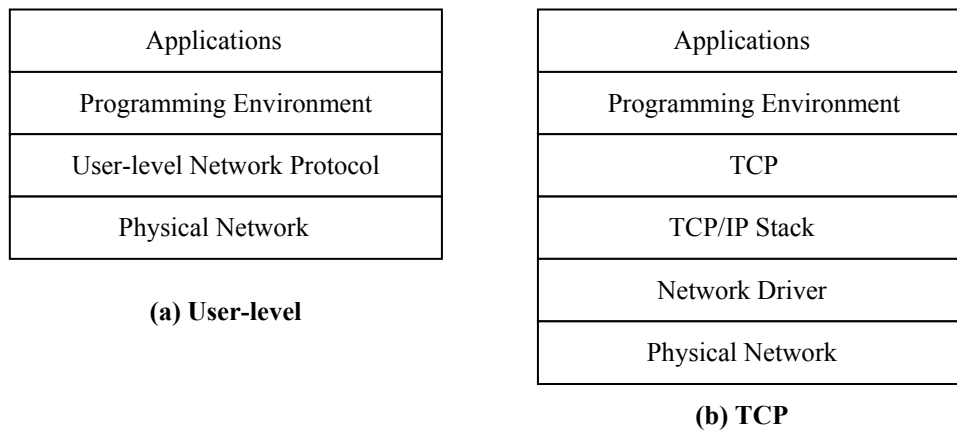 Applications
Programming Environment
User-level Network Protocol
Physical Network
(a) User-level
Applications
Programming Environment
TCP
TCP/IP Stack
Network Driver
Physical Network
(b) TCP